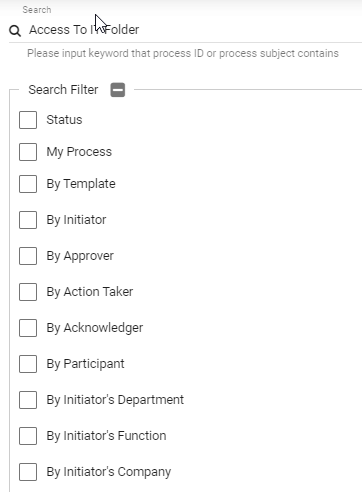 Search
Access To IT Folder
Please input keyword that process ID or process subject contains
Search Filter
Status
My Process
By Template
By Initiator
By Approver
By Action Taker
By Acknowledger
By Participant
By Initiator's Department
By Initiator's Function
By Initiator's Company